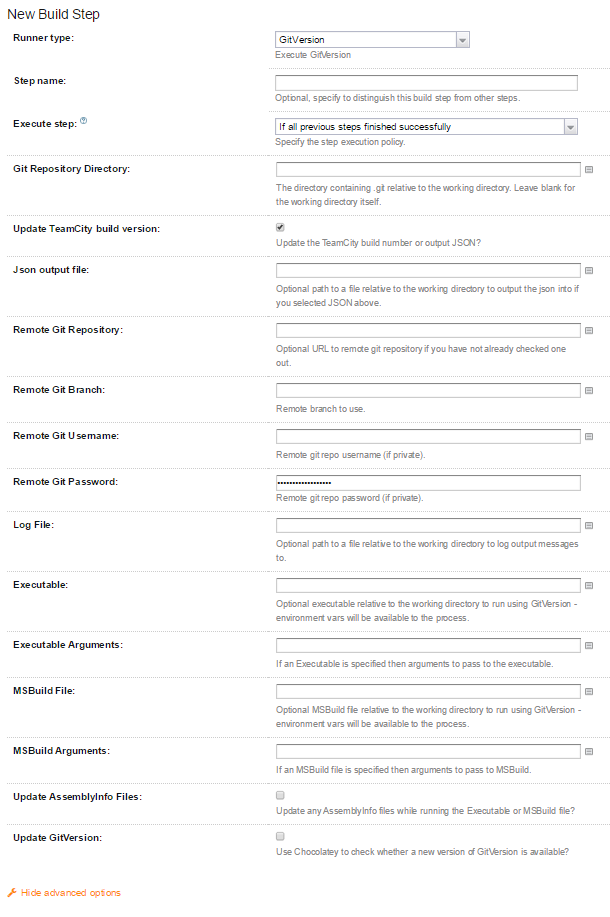 New Build Step
Runner type:
GitVersion
Execute GitVersion
Step name:
Optional, specify to distinguish this build step from other steps.
Execute step:
If all previous steps finished successfully
Specify the step execution policy.
Git Repository Directory:
The directory containing .git relative to the working directory. Leave blank for
the working directory itself.
Update TeamCity build version:
Update the TeamCity build number or output JSON?
Json output file:
Optional path to a file relative to the working directory to output the json into if
you selected JSON above.
Remote Git Repository:
Optional URL to remote git repository if you have not already checked one
out.
Remote Git Branch:
Remote branch to use.
Remote Git Username:
Remote git repo username (if private).
Remote Git Password:
••••••••••••••••••
Remote git repo password (if private).
Log File:
Optional path to a file relative to the working directory to log output messages
to.
Executable:
Optional executable relative to the working directory to run using GitVersion -
environment vars will be available to the process.
Executable Arguments:
If an Executable is specified then arguments to pass to the executable.
MSBuild File:
Optional MSBuild file relative to the working directory to run using GitVersion -
environment vars will be available to the process.
MSBuild Arguments:
If an MSBuild file is specified then arguments to pass to MSBuild.
Update AssemblyInfo Files:
Update any AssemblyInfo files while running the Executable or MSBuild file?
Update GitVersion:
Use Chocolatey to check whether a new version of GitVersion is available?
Hide advanced options